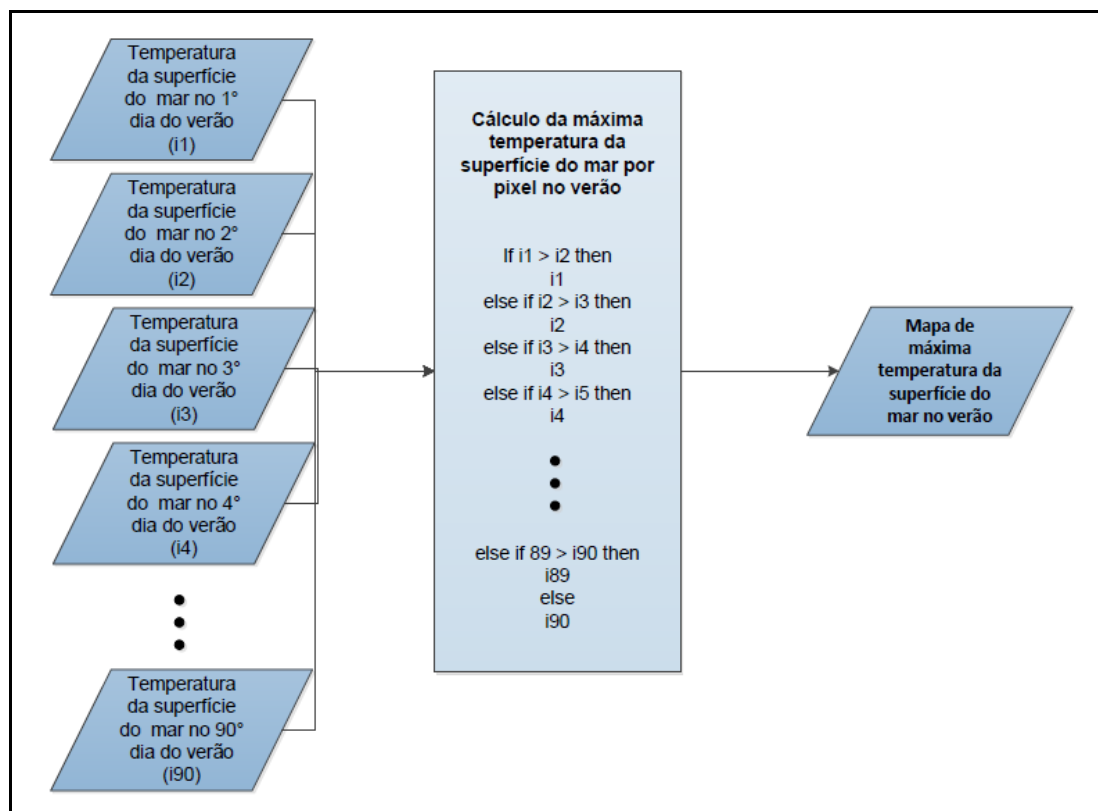 Temperatura
da superfície
do mar no 1°
dia do verão
(i1)
Temperatura
da superfície
do mar no 2°
dia do verão
(i2)
Temperatura
da superfície
do mar no 3°
dia do verão
(i3)
Temperatura
da superfície
do mar no 4°
dia do verão
(i4)
Temperatura
da superfície
do mar no 90°
dia do verão
(i90)
Cálculo da máxima
temperatura da
superfície do mar por
pixel no verão
If i1 > i2 then
i1
else if i2 > i3 then
i2
else if i3 > i4 then
i3
else if i4 > i5 then
i4
else if 89 > i90 then
i89
else
i90
Mapa de
máxima
temperatura da
superfície do
mar no verão